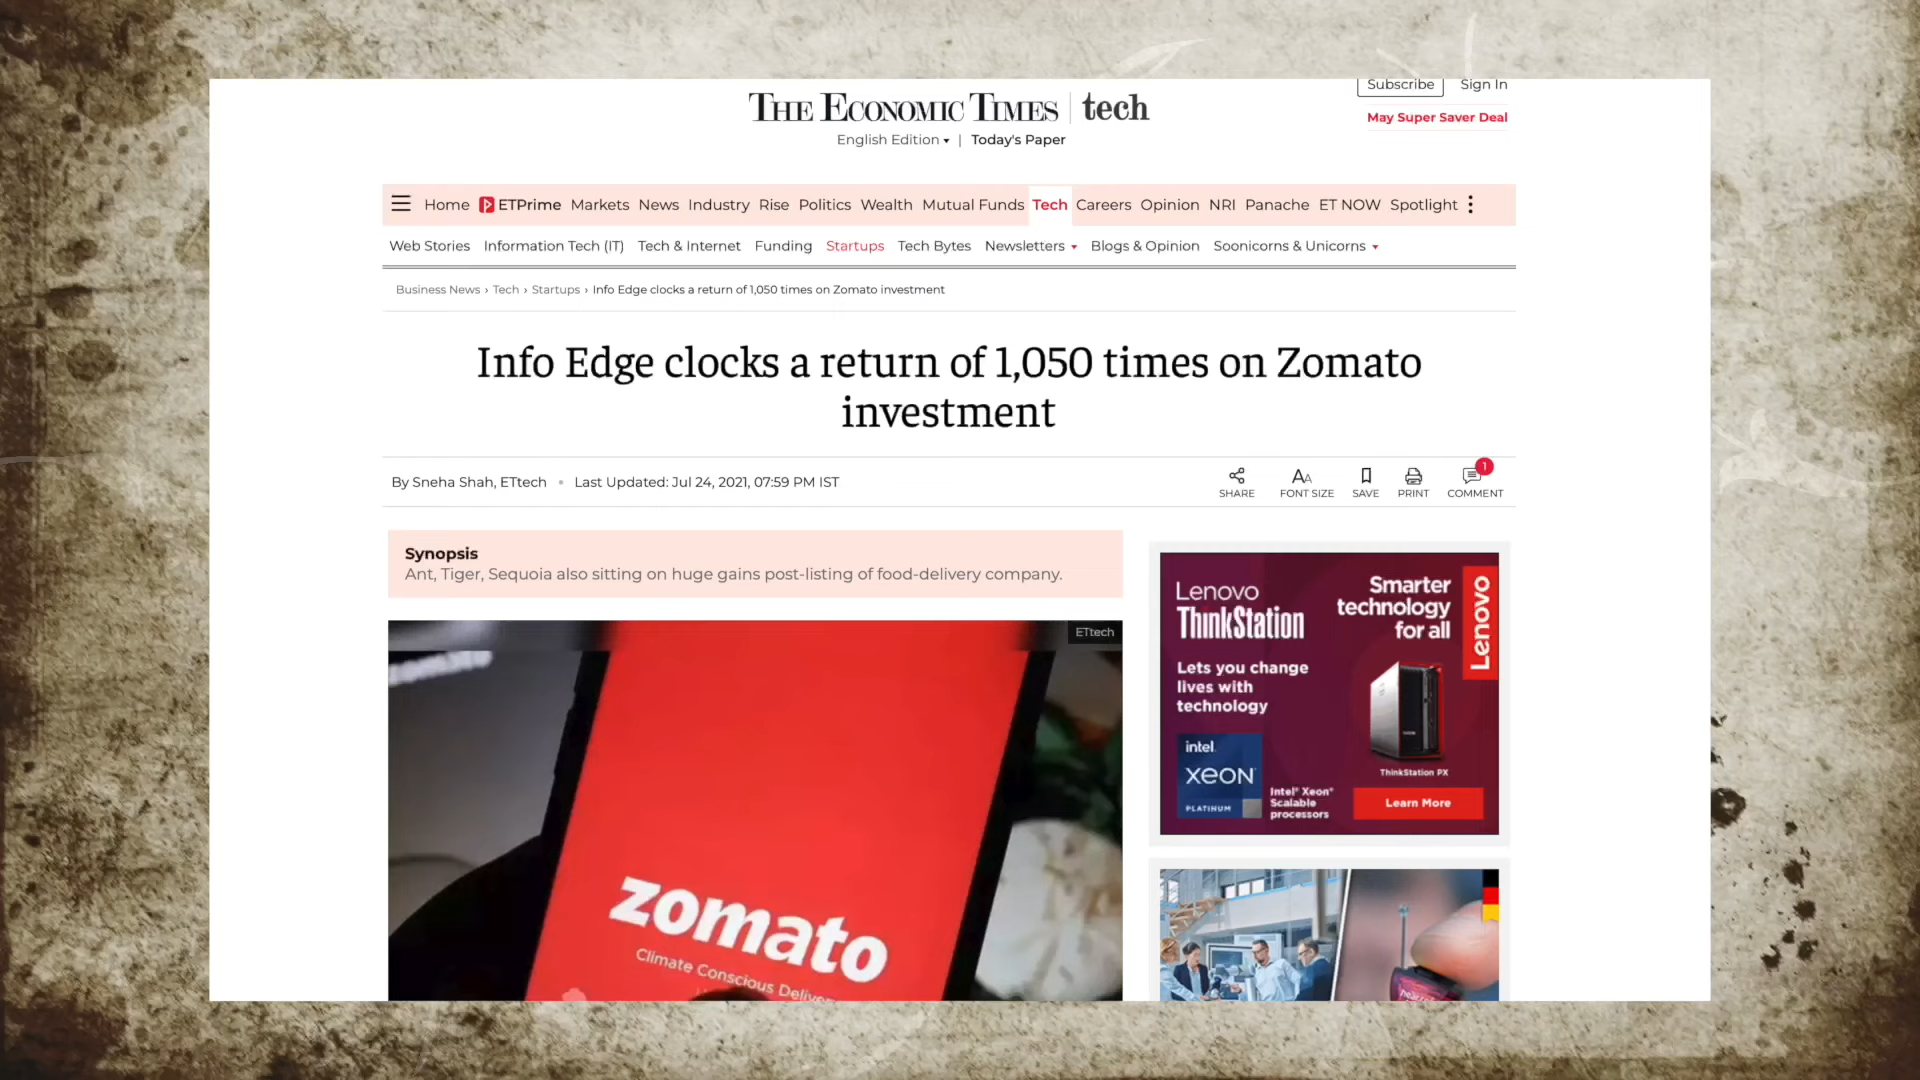 Subscribe Sign In
THE ECONOMIC TIMES | tech
May Super Saver Deal
English Edition | Today's Paper
Home ETPrime Markets News Industry Rise Politics Wealth Mutual Funds Tech Careers Opinion NRI Panache ET NOW Spotlight
Web Stories Information Tech (IT) Tech & Internet Funding Startups Tech Bytes Newsletters Blogs & Opinion Soonicorns & Unicorns
Business News › Tech › Startups › Info Edge clocks a return of 1,050 times on Zomato investment
Info Edge clocks a return of 1,050 times on Zomato
investment
By Sneha Shah, ETtech • Last Updated: Jul 24, 2021, 07:59 PM IST
SHARE AA FONT SIZE SAVE PRINT 1 COMMENT
Synopsis
Ant, Tiger, Sequoia also sitting on huge gains post-listing of food-delivery company.
ETtech
zomato
Climate Conscious
Lenovo
ThinkStation
Smarter
technology
for all
Lenovo
Lets you change
lives with
technology
intel.
XEON
PLATINUM
Intel® Xeon®
Scalable
processors
ThinkStation PX
Learn More